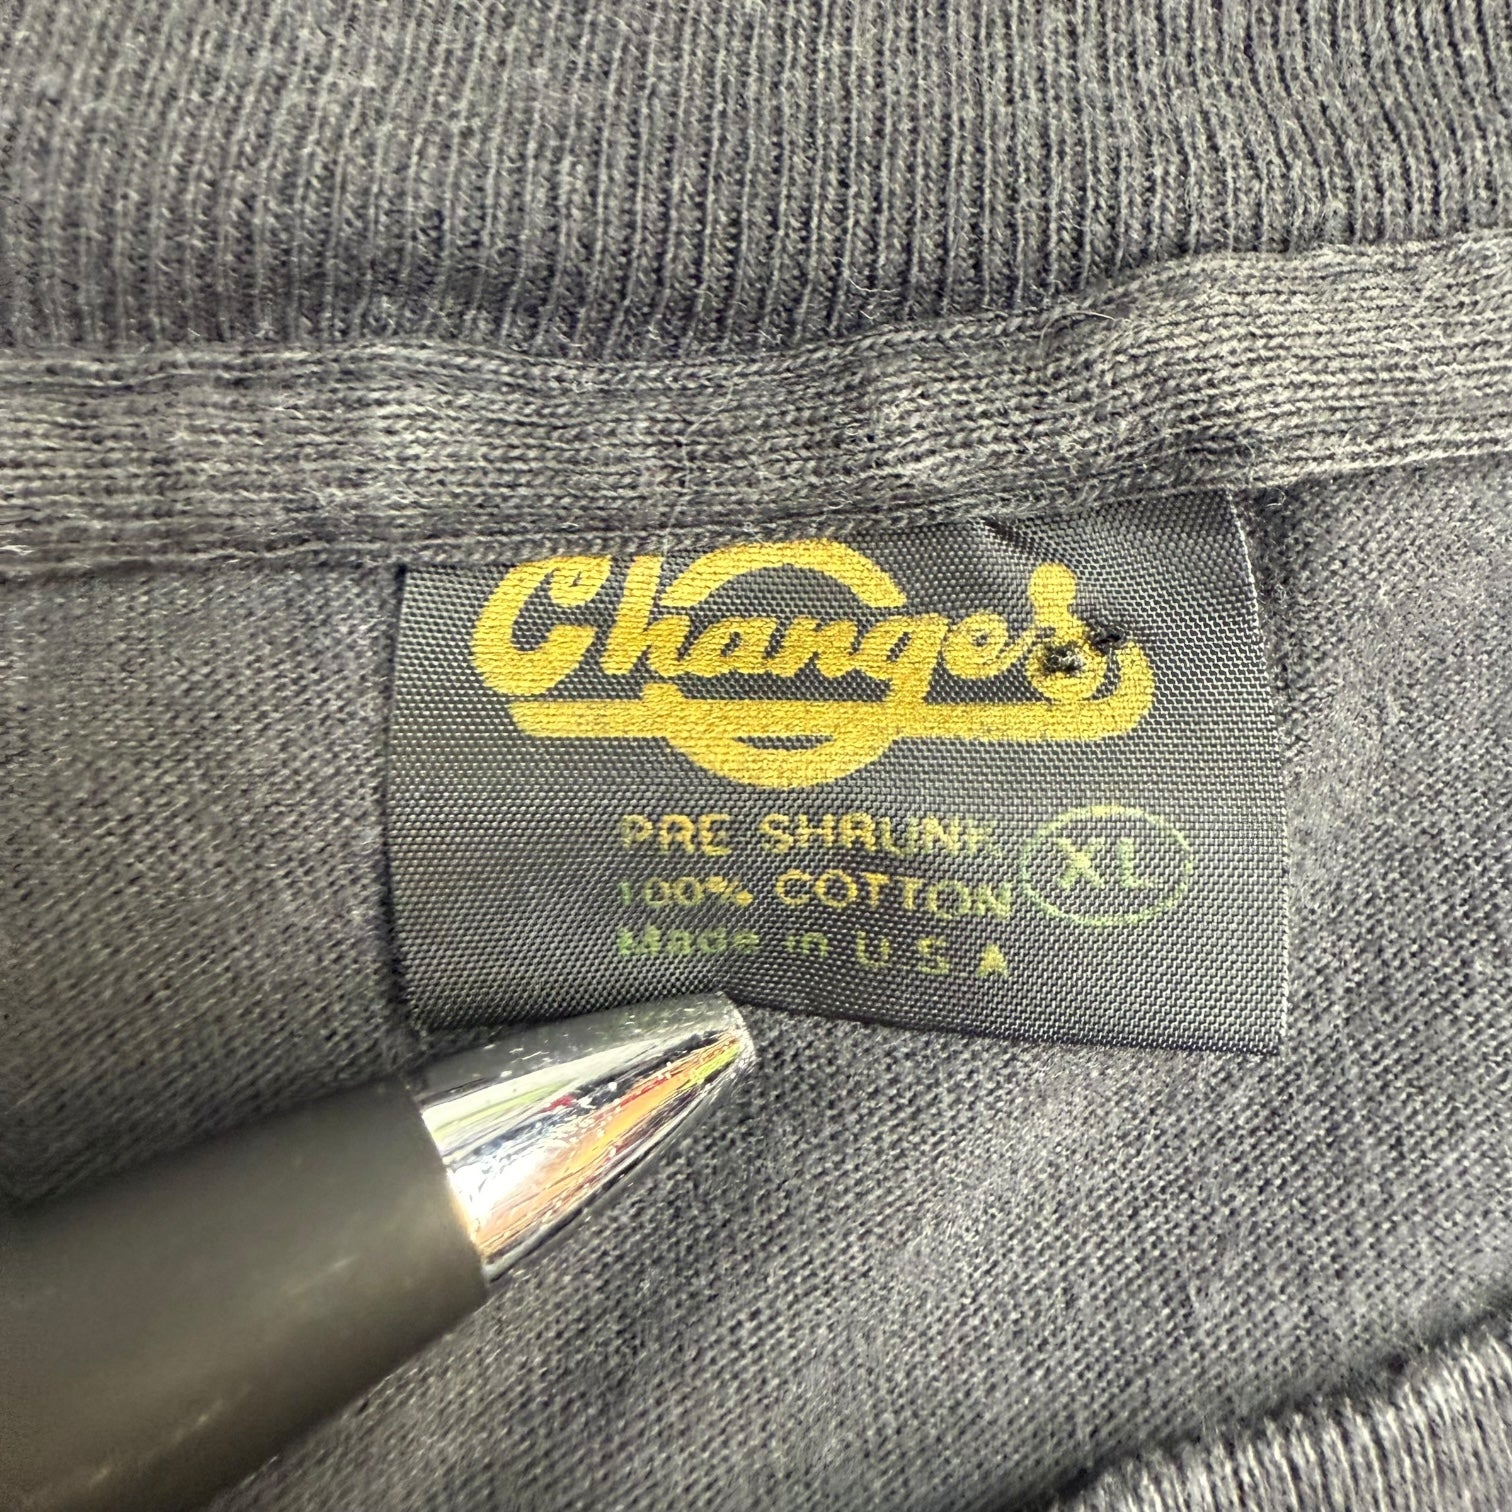 Changes
PRE SHRUNK
100% COTTON
XL
Made in U.S.A